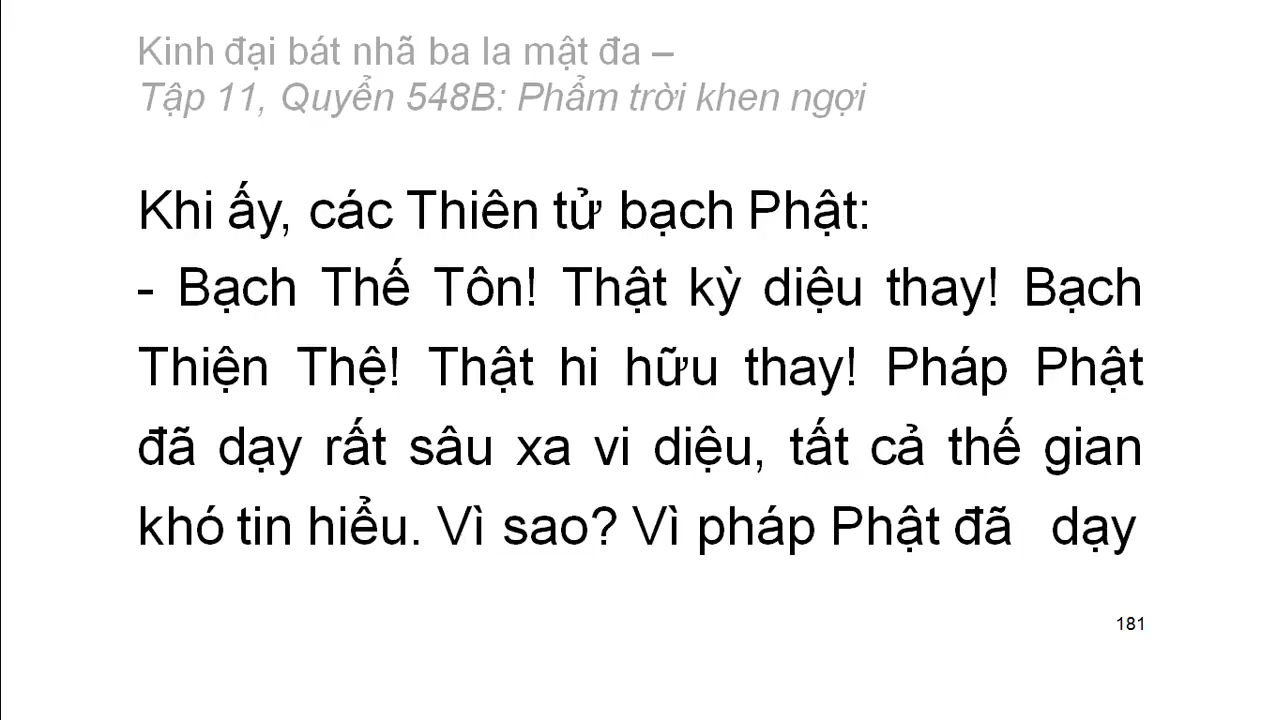 Kinh đại bát nhã ba la mật đa –
Tập 11, Quyển 548B: Phẩm trời khen ngợi
Khi ấy, các Thiên tử bạch Phật:
- Bạch Thế Tôn! Thật kỳ diệu thay! Bạch
Thiện Thệ! Thật hi hữu thay! Pháp Phật
đã dạy rất sâu xa vi diệu, tất cả thế gian
khó tin hiểu. Vì sao? Vì pháp Phật đã dạy
181